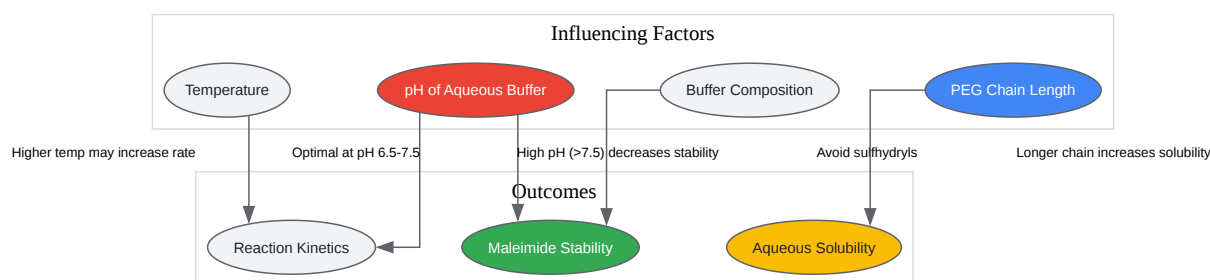 Influencing Factors
Temperature
pH of Aqueous Buffer
Buffer Composition
PEG Chain Length
Higher temp may increase rate
Optimal at pH 6.5-7.5
High pH (>7.5) decreases stability
Avoid sulfhydryls
Longer chain increases solubility
Outcomes
Reaction Kinetics
Maleimide Stability
Aqueous Solubility